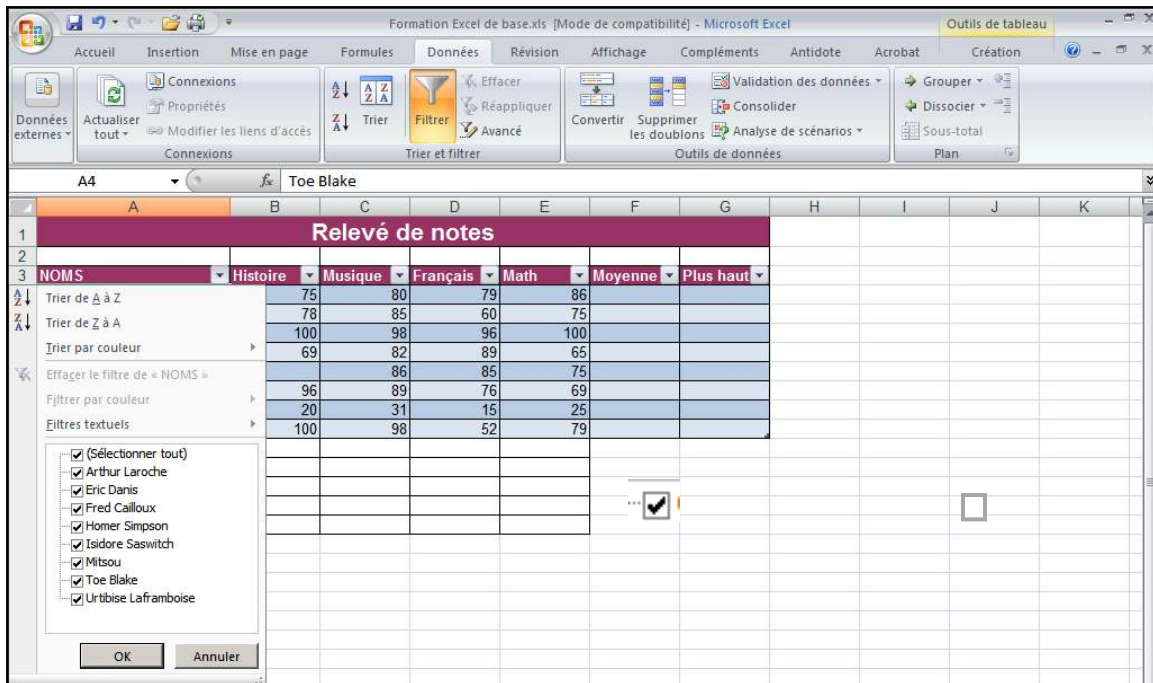 Formation Excel de base.xls [Mode de compatibilité] - Microsoft Excel Outils de tableau
Accueil Insertion Mise en page Formules Données Révision Affichage Compléments Antidote Acrobat Création
Données externes
Actualiser tout
Connexions
Propriétés
Modifier les liens d'accès
Connexions
Trier
Filtrer
Effacer
Réappliquer
Avancé
Trier et filtrer
Convertir
Supprimer les doublons
Validation des données
Consolider
Analyse de scénarios
Outils de données
Grouper
Dissocier
Sous-total
Plan
A4 fx Toe Blake
A B C D E F G H I J K
1 Relevé de notes
2
3 NOMS Histoire Musique Français Math Moyenne Plus haut
75 80 79 86
78 85 60 75
100 98 96 100
69 82 89 65
86 85 75
96 89 76 69
20 31 15 25
100 98 52 79
Trier de A à Z
Trier de Z à A
Trier par couleur
Effacer le filtre de « NOMS »
Filtrer par couleur
Filtres textuels
(Sélectionner tout)
Arthur Laroche
Eric Danis
Fred Cailloux
Homer Simpson
Isidore Saswitch
Mitsou
Toe Blake
Urtibise Laframboise
OK Annuler